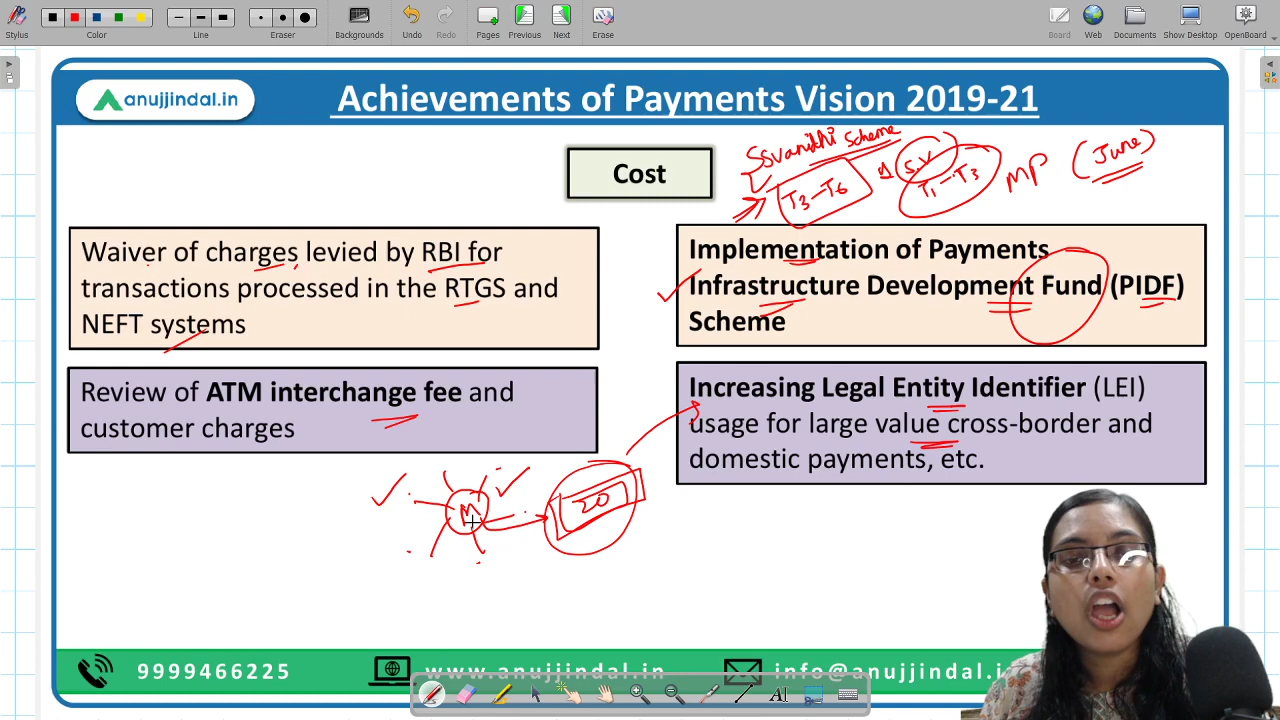 Stylus
Color
Line
Eraser
Backgrounds
Undo
Redo
Pages
Previous
Next
Erase
Board
Web
Documents
Show Desktop
OpenBoard
anujjindal.in
Achievements of Payments Vision 2019-21
Cost
Svanidhi Scheme
T3-T6
S.V
T1-T3
MP
(June)
Waiver of charges levied by RBI for
transactions processed in the RTGS and
NEFT systems
Implementation of Payments
Infrastructure Development Fund (PIDF)
Scheme
Review of ATM interchange fee and
customer charges
Increasing Legal Entity Identifier (LEI)
usage for large value cross-border and
domestic payments, etc.
M
20
9999466225
www.anujjindal.in
info@anujjindal.in